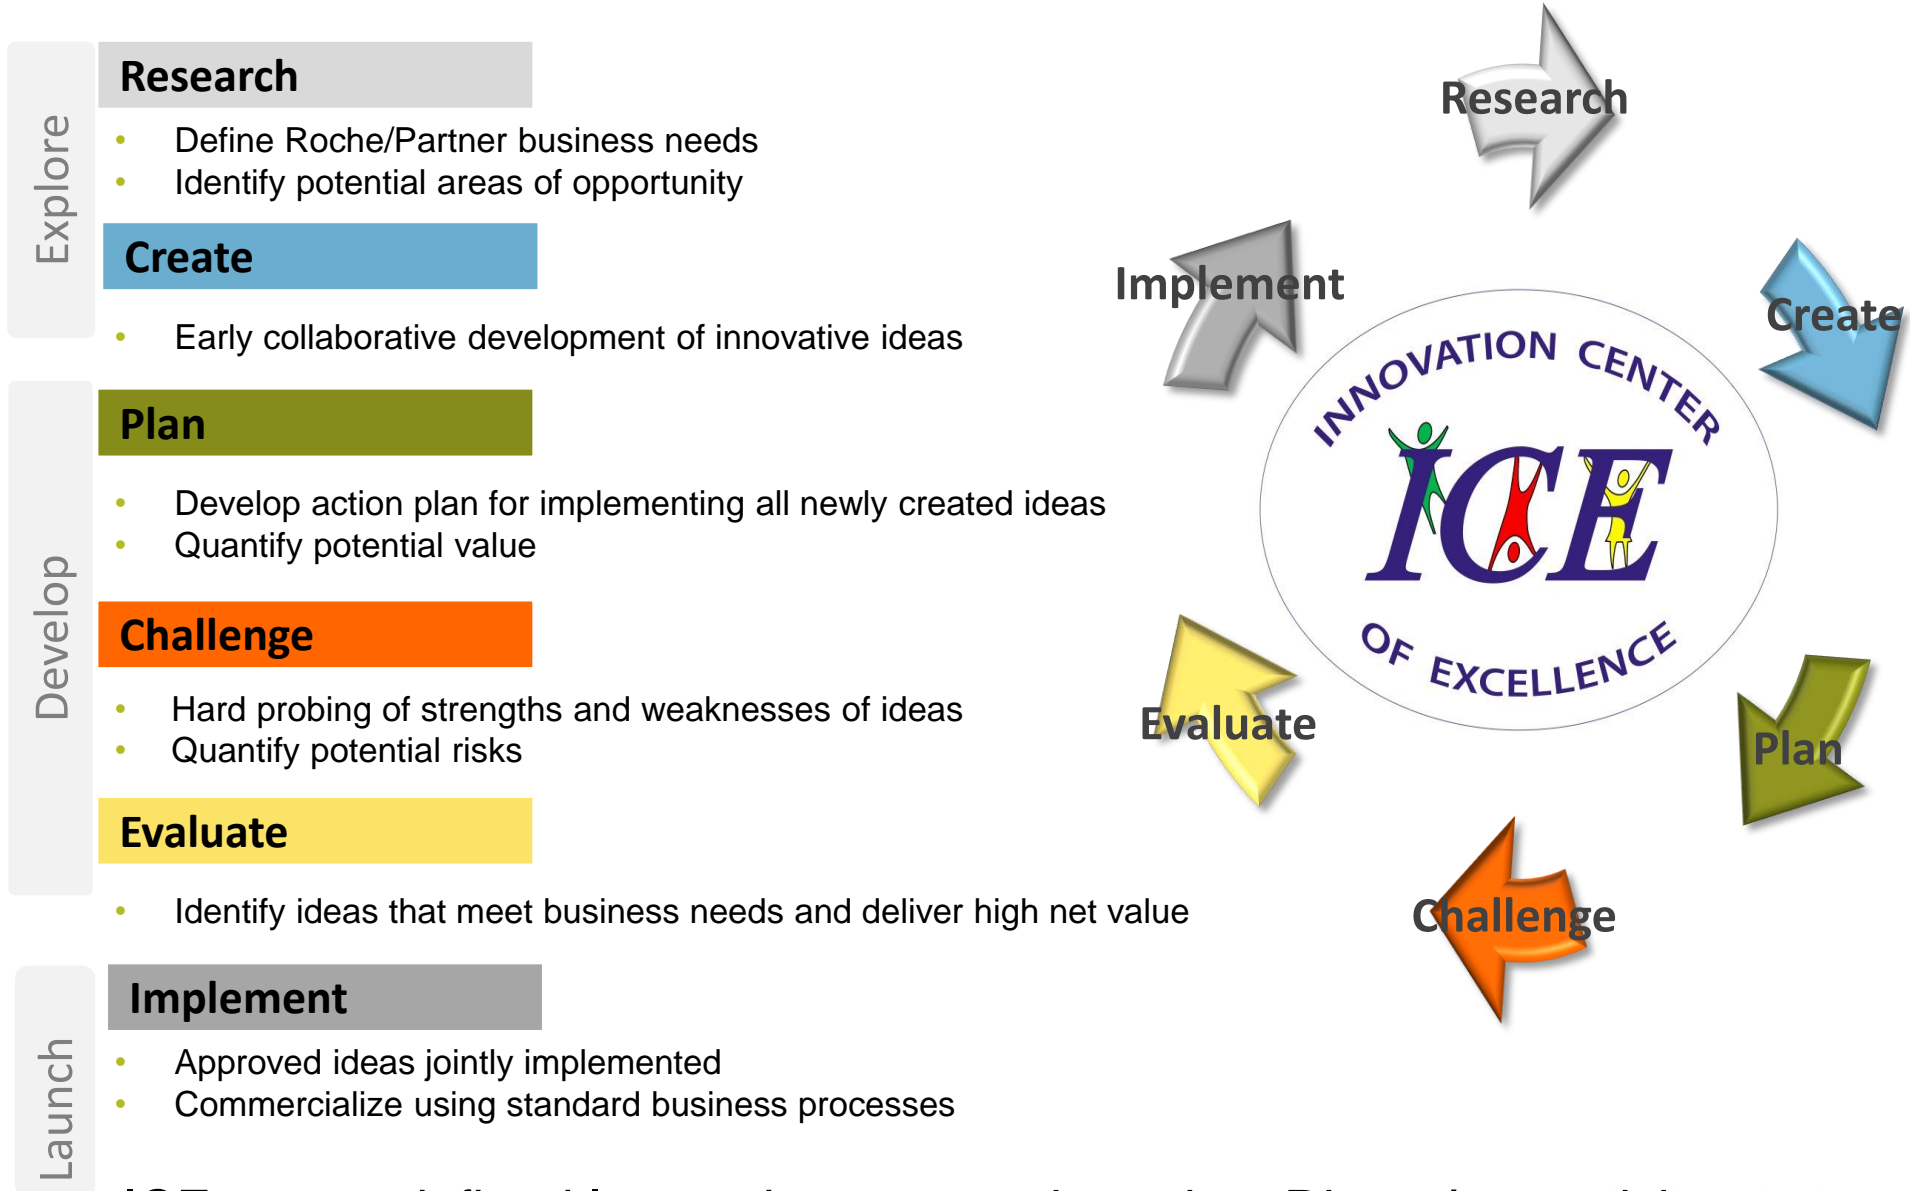 Explore
Research
• Define Roche/Partner business needs
• Identify potential areas of opportunity
Create
• Early collaborative development of innovative ideas
Develop
Plan
• Develop action plan for implementing all newly created ideas
• Quantify potential value
Challenge
• Hard probing of strengths and weaknesses of ideas
• Quantify potential risks
Evaluate
• Identify ideas that meet business needs and deliver high net value
Launch
Implement
• Approved ideas jointly implemented
• Commercialize using standard business processes
Research
Create
Plan
Challenge
Evaluate
Implement
INNOVATION CENTER
ICE
OF EXCELLENCE